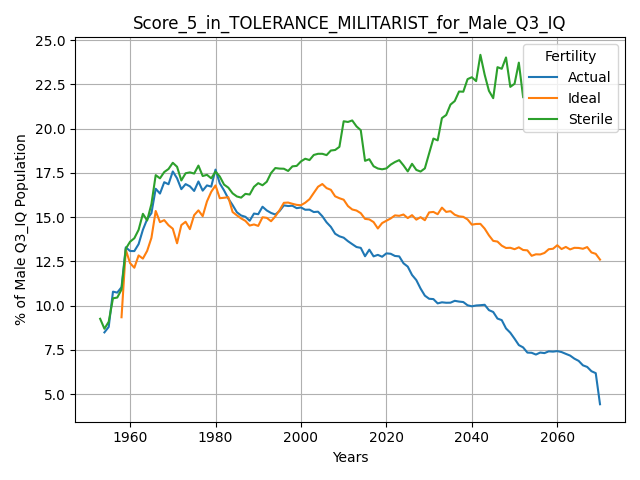 Score_5_in_TOLERANCE_MILITARIST_for_Male_Q3_IQ
% of Male Q3_IQ Population
25.0
22.5
20.0
17.5
15.0
12.5
10.0
7.5
5.0
Fertility
Actual
Ideal
Sterile
1960
1980
2000
2020
2040
2060
Years